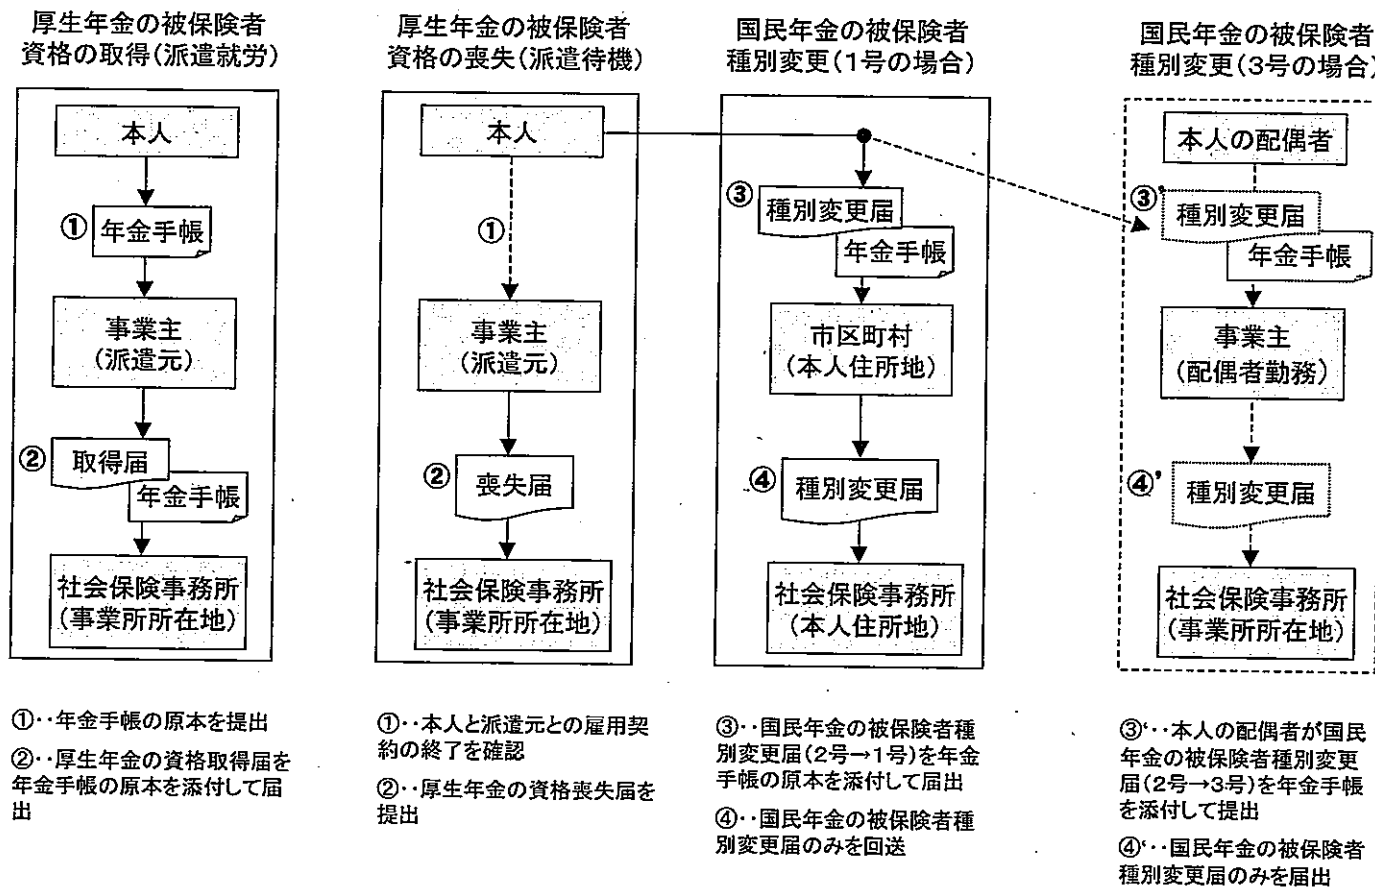 厚生年金の被保険者
資格の取得(派遣就労)
本人
①
年金手帳
事業主
(派遣元)
②
取得届
年金手帳
社会保険事務所
(事業所所在地)
①‥年金手帳の原本を提出
②‥厚生年金の資格取得届を
年金手帳の原本を添付して届
出
厚生年金の被保険者
資格の喪失(派遣待機)
本人
①
事業主
(派遣元)
②
喪失届
社会保険事務所
(事業所所在地)
①‥本人と派遣元との雇用契
約の終了を確認
②‥厚生年金の資格喪失届を
提出
国民年金の被保険者
種別変更(1号の場合)
③
種別変更届
年金手帳
市区町村
(本人住所地)
④
種別変更届
社会保険事務所
(本人住所地)
③‥国民年金の被保険者種
別変更届(2号→1号)を年金
手帳の原本を添付して届出
④‥国民年金の被保険者種
別変更届のみを回送
国民年金の被保険者
種別変更(3号の場合)
本人の配偶者
③'
種別変更届
年金手帳
事業主
(配偶者勤務)
④'
種別変更届
社会保険事務所
(事業所所在地)
③‘‥本人の配偶者が国民
年金の被保険者種別変更
届(2号→3号)を年金手帳
を添付して提出
④‘‥国民年金の被保険者
種別変更届のみを届出